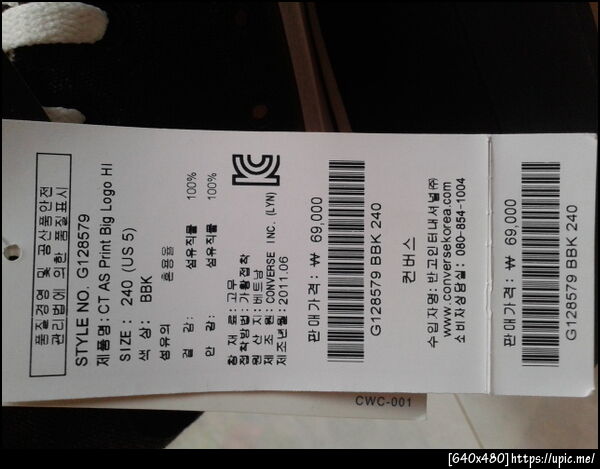 품질경영 및 공산품안전
관리법에 의한 품질표시
STYLE NO. G128579
제품명 : CT AS Print Big Logo HI
SIZE : 240 (US 5)
색 상 : BBK
섬유의 혼용율
겉 감 : 섬유직물 100%
안 감 : 섬유직물 100%
창 재 료 : 고무
접착방법 : 가황접착
원 산 지 : 베트남
제 조 원 : CONVERSE INC. (LYN)
제조년월 : 2011.06
판매가격 : ₩ 69,000
G128579 BBK 240
컨버스
수입자명 : 반고인터내셔널㈜
www.conversekorea.com
소비자상담실 : 080-854-1004
판매가격 : ₩ 69,000
G128579 BBK 240
CWC-001
[640x480]https://upic.me/